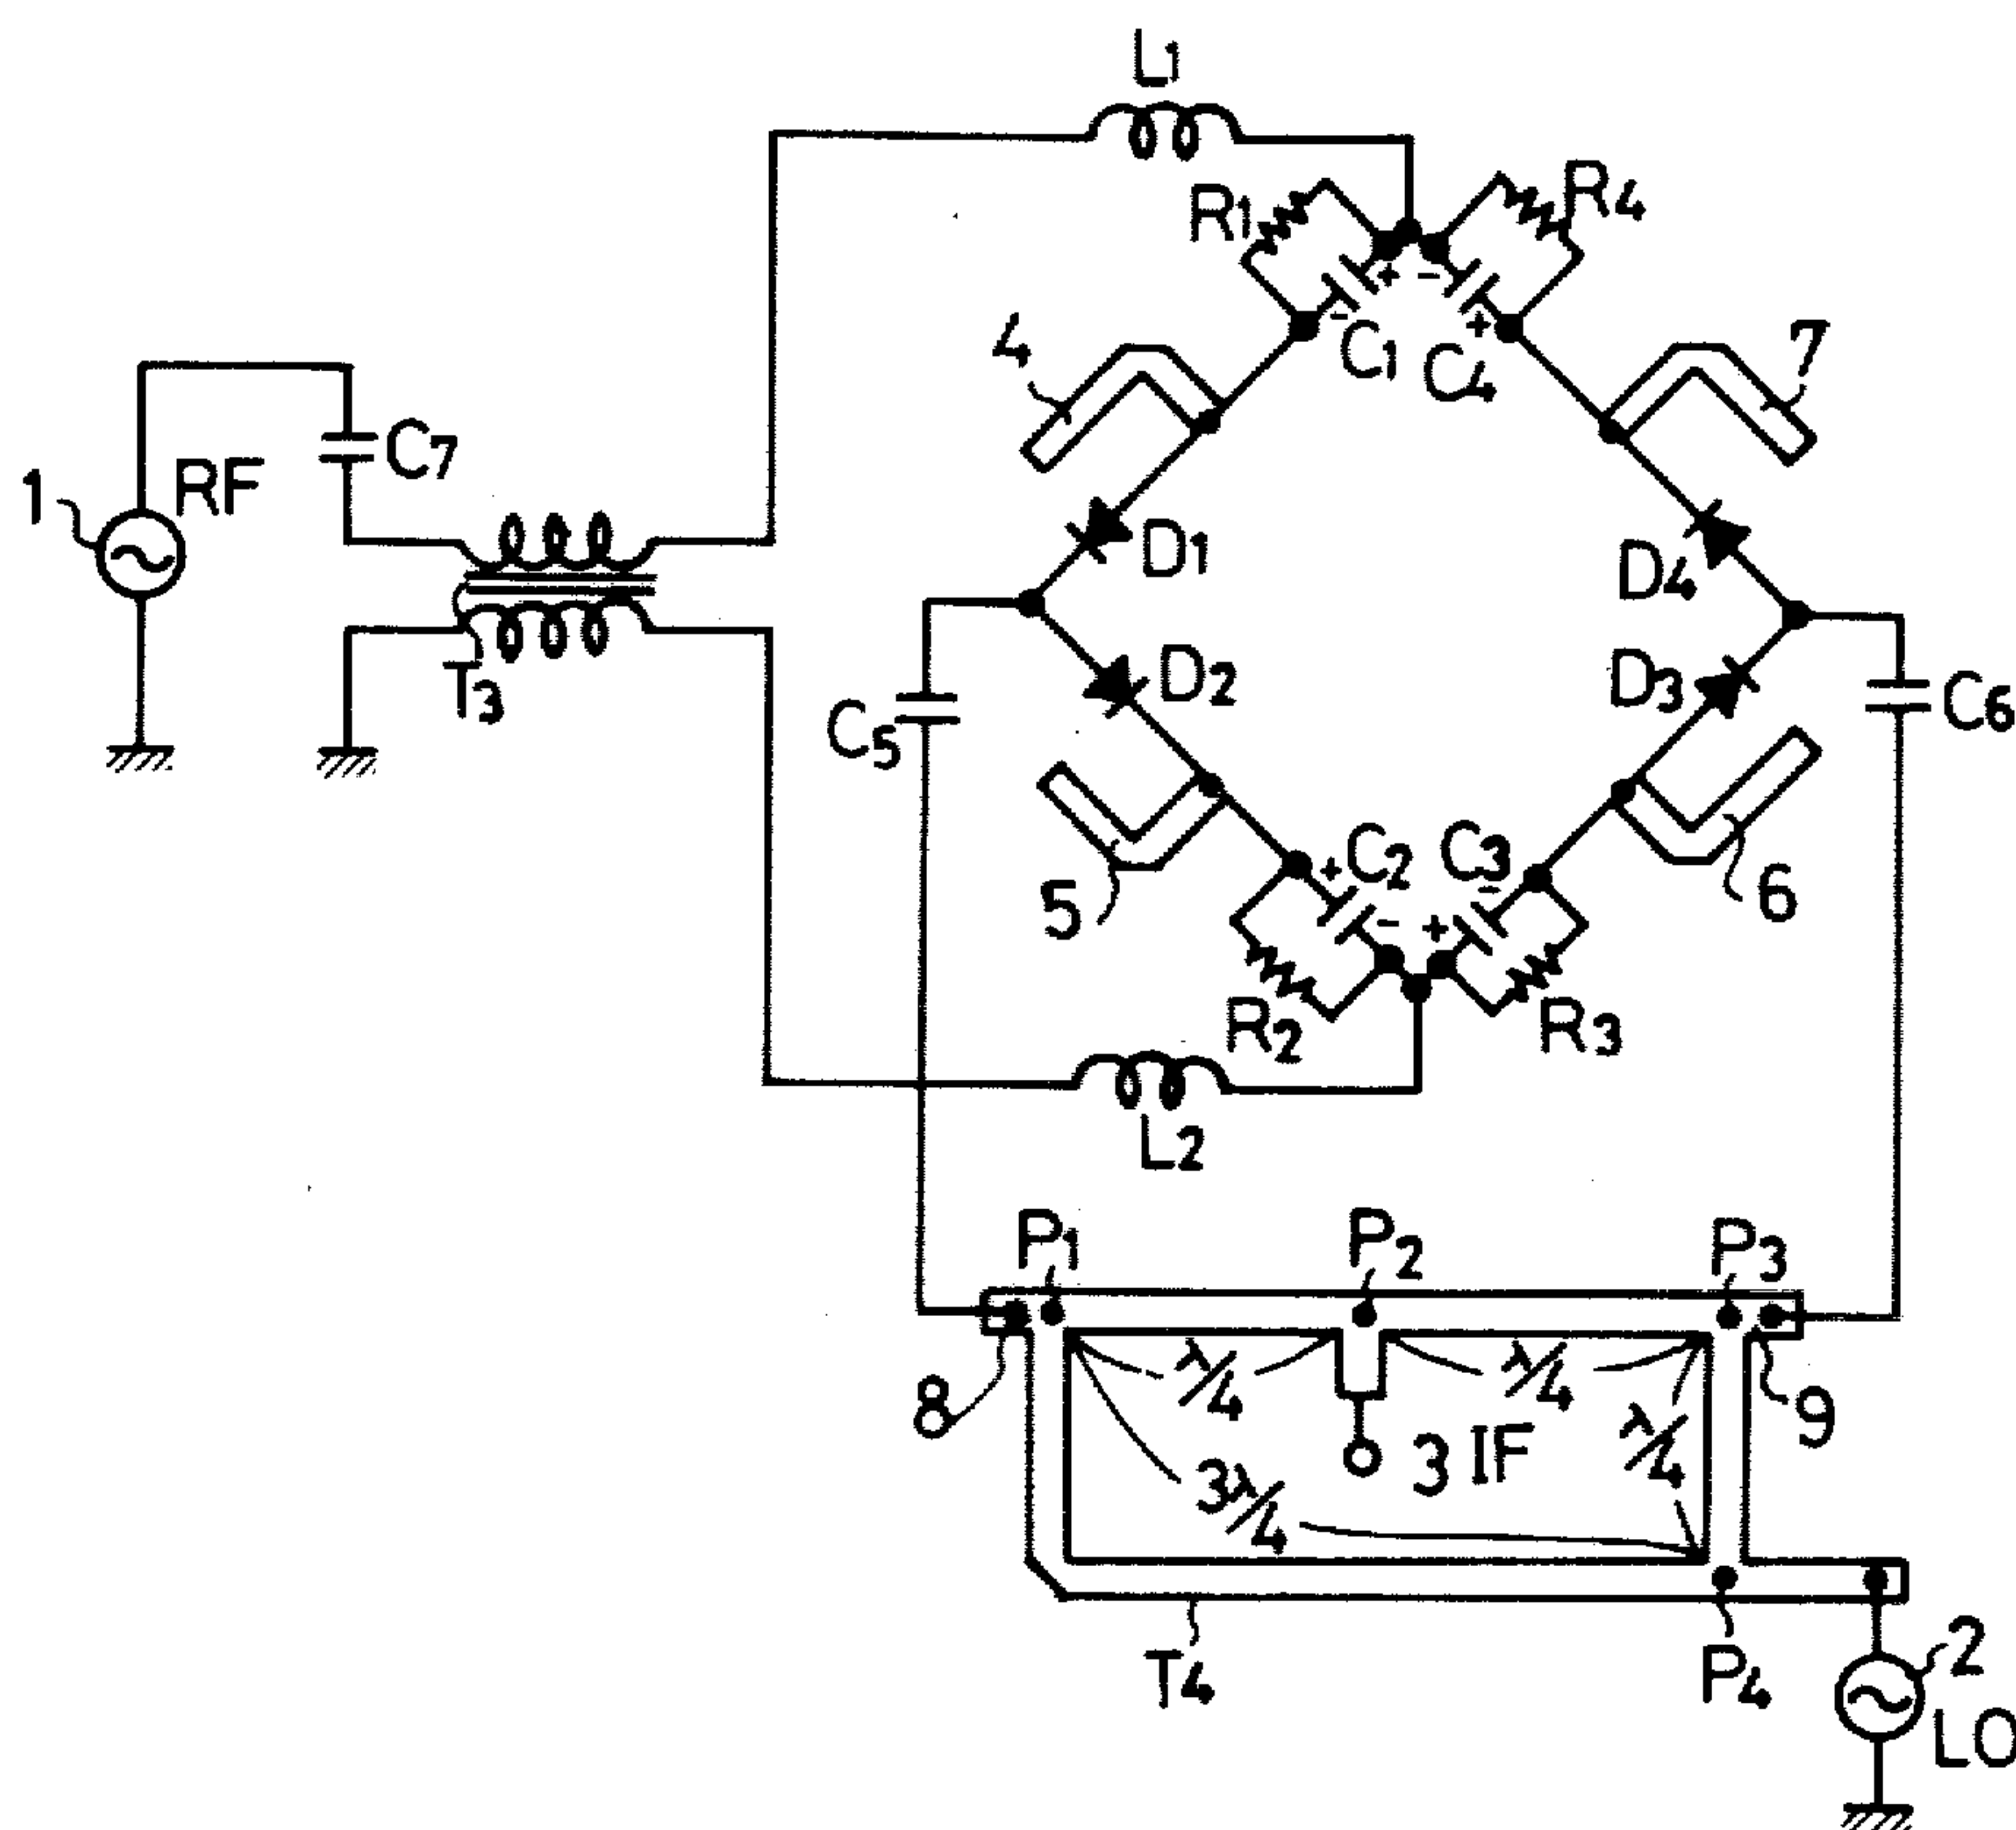 L1
R1
R4
+
-
-
+
C1
C4
4
7
C7
1
RF
D1
D4
T3
D2
D3
C5
C6
+
C2
C3
-
5
-
+
6
R2
R3
L2
P1
P2
P3
λ/4
λ/4
8
9
3 IF
λ/4
3λ/4
T4
P4
2
LO